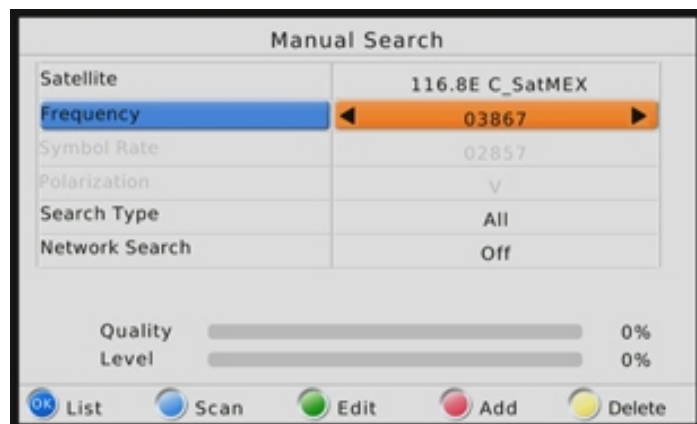 Manual Search
Satellite 116.8E C_SatMEX
Frequency 03867
Symbol Rate 02857
Polarization V
Search Type All
Network Search Off
Quality 0%
Level 0%
OK List Scan Edit Add Delete